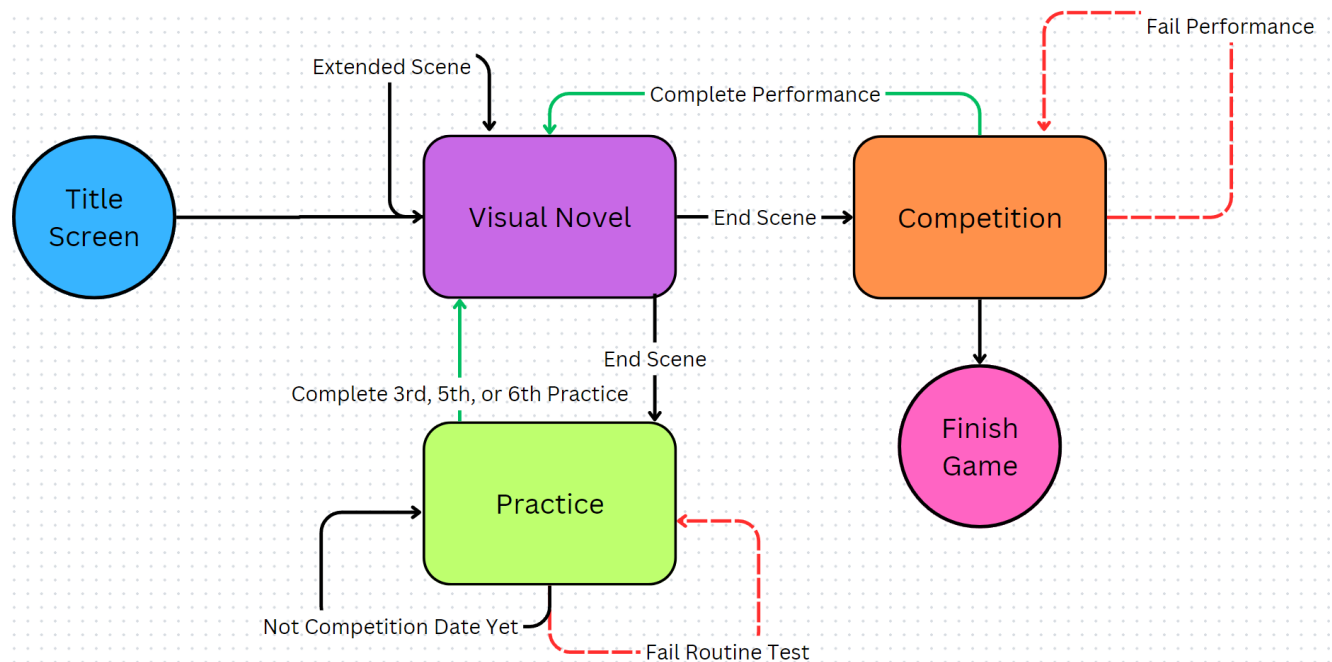 Fail Performance
Extended Scene
Complete Performance
Title
Screen
Visual Novel
End Scene
Competition
End Scene
Complete 3rd, 5th, or 6th Practice
Finish
Game
Practice
Not Competition Date Yet
Fail Routine Test